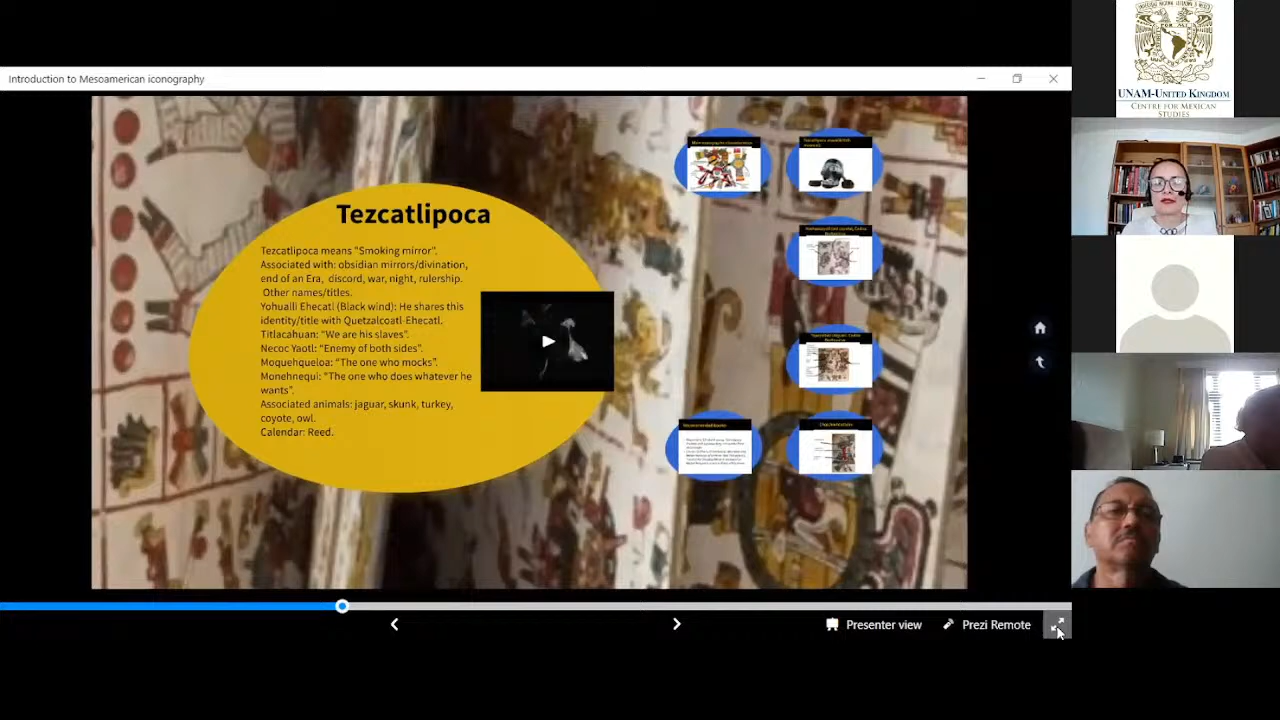 Introduction to Mesoamerican iconography
Tezcatlipoca
Tezcatlipoca means "Smoking mirror".
Associated with: obsidian mirrors/divination,
end of an Era, discord, war, night, rulership.
Other names/titles.
Yohualli Ehecatl (Black wind): He shares this
identity/title with Quetzalcoatl-Ehecatl.
Titlacahuan: "We are his slaves".
Necoc Yaotl: "Enemy of both sides".
Moquehqueloa: "The one who mocks".
Monehnequi: "The one who does whatever he
wants".
Associated animals: jaguar, skunk, turkey,
coyote, owl.
Calendar: Reed.
Presenter view
Prezi Remote
UNAM-UNITED KINGDOM
CENTRE FOR MEXICAN
STUDIES